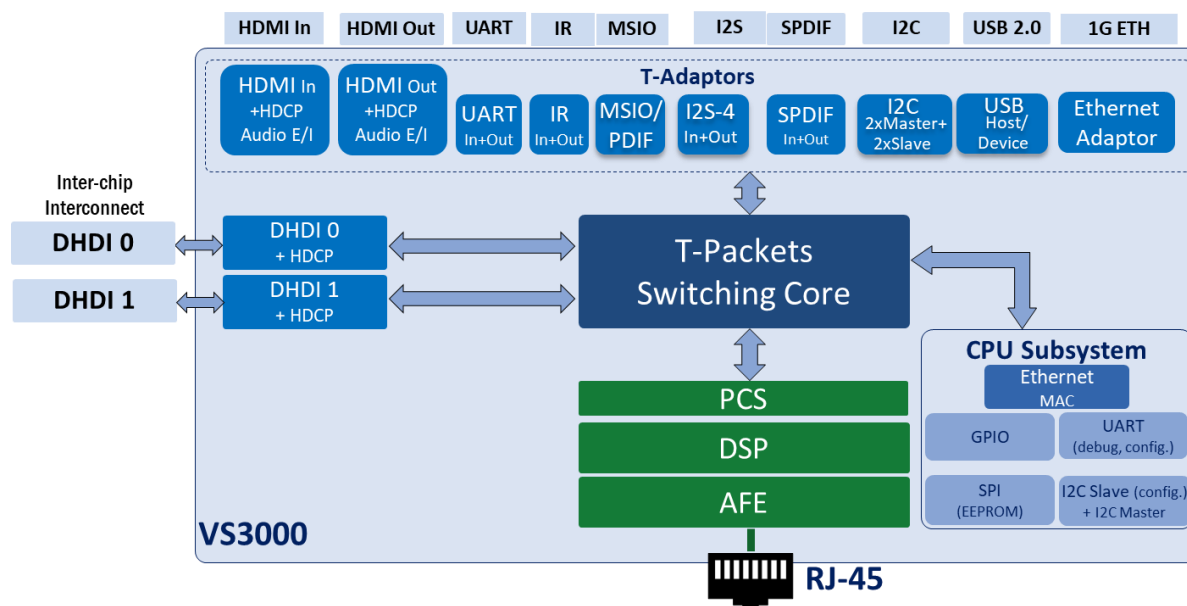 HDMI In
HDMI Out
UART
IR
MSIO
I2S
SPDIF
I2C
USB 2.0
1G ETH
T-Adaptors
HDMI In
+HDCP
Audio E/I
HDMI Out
+HDCP
Audio E/I
UART
In+Out
IR
In+Out
MSIO/
PDIF
I2S-4
In+Out
SPDIF
In+Out
I2C
2xMaster+
2xSlave
USB
Host/
Device
Ethernet
Adaptor
Inter-chip
Interconnect
DHDI 0
DHDI 1
DHDI 0
+ HDCP
DHDI 1
+ HDCP
T-Packets
Switching Core
CPU Subsystem
Ethernet
MAC
GPIO
UART
(debug, config.)
SPI
(EEPROM)
I2C Slave (config.)
+ I2C Master
PCS
DSP
AFE
VS3000
RJ-45